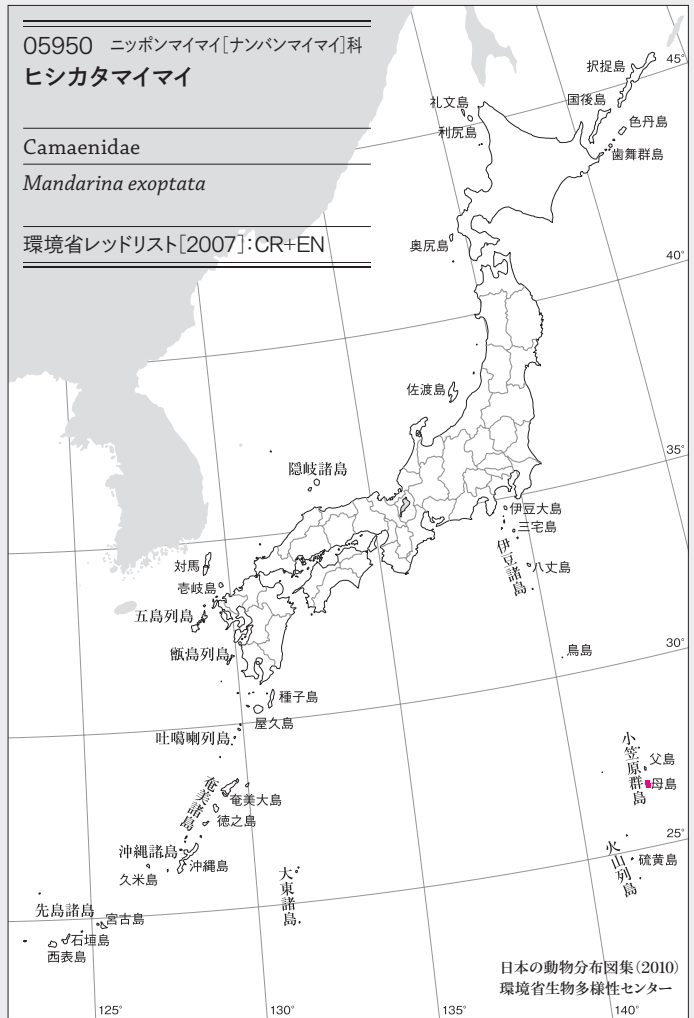 05950 ニッポンマイマイ[ナンバンマイマイ]科
ヒシカタマイマイ
Camaenidae
Mandarina exoptata
環境省レッドリスト[2007]:CR+EN
択捉島
45°
礼文島
国後島
利尻島
色丹島
歯舞群島
奥尻島
40°
佐渡島
35°
隠岐諸島
伊豆大島
三宅島
伊豆諸島
八丈島
対馬
壱岐島
五島列島
甑島列島
鳥島
30°
種子島
屋久島
吐噶喇列島
小笠原群島
父島
母島
奄美諸島
奄美大島
徳之島
25°
沖縄諸島
沖縄島
久米島
火山列島
硫黄島
大東諸島
先島諸島
宮古島
石垣島
西表島
日本の動物分布図集(2010)
環境省生物多様性センター
125°
130°
135°
140°